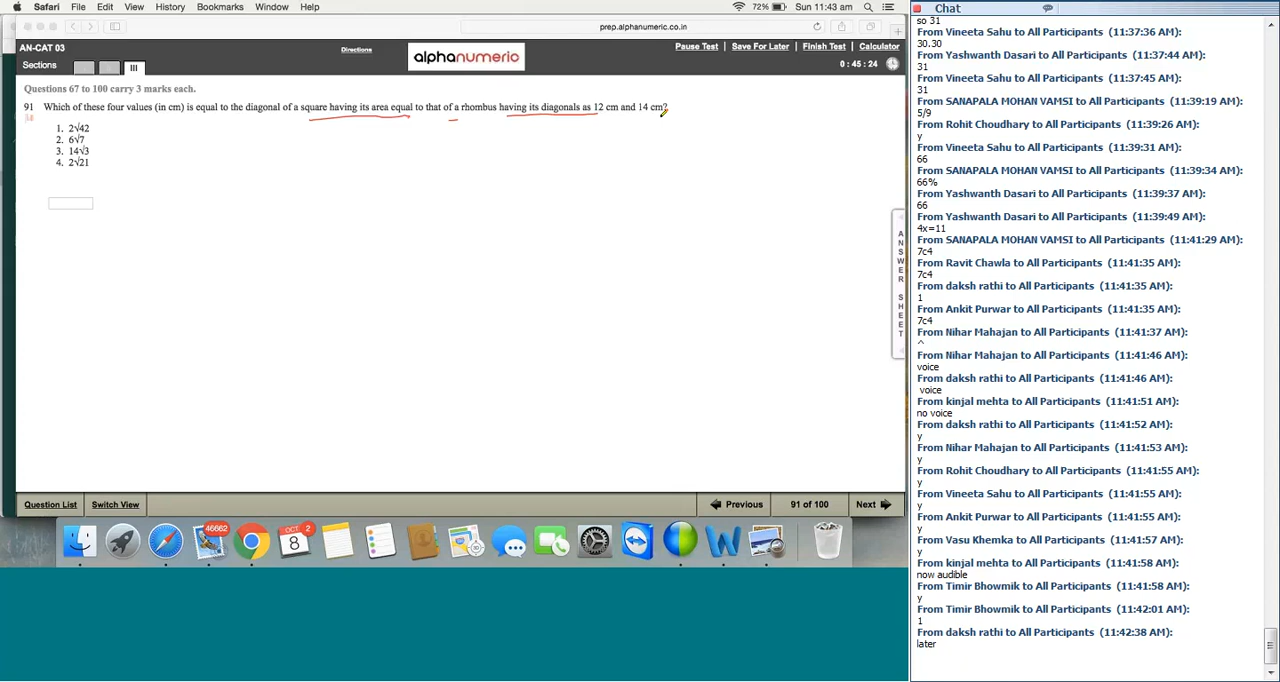 Safari File Edit View History Bookmarks Window Help
72% Sun 11:43 am
prep.alphanumeric.co.in
AN-CAT 03
Directions
alphanumeric
Pause Test Save For Later Finish Test Calculator
Sections III
0 : 45 : 24
Questions 67 to 100 carry 3 marks each.
91 Which of these four values (in cm) is equal to the diagonal of a square having its area equal to that of a rhombus having its diagonals as 12 cm and 14 cm?
1. 2√42
2. 6√7
3. 14√3
4. 2√21
ANSWER SHEET
Question List Switch View Previous 91 of 100 Next
46662
OCT 2
8
Chat
so 31
From Vineeta Sahu to All Participants (11:37:36 AM):
30.30
From Yashwanth Dasari to All Participants (11:37:44 AM):
31
From Vineeta Sahu to All Participants (11:37:45 AM):
31
From SANAPALA MOHAN VAMSI to All Participants (11:39:19 AM):
5/9
From Rohit Choudhary to All Participants (11:39:26 AM):
y
From Vineeta Sahu to All Participants (11:39:31 AM):
66
From SANAPALA MOHAN VAMSI to All Participants (11:39:34 AM):
66%
From Yashwanth Dasari to All Participants (11:39:37 AM):
66
From Yashwanth Dasari to All Participants (11:39:49 AM):
4x=11
From SANAPALA MOHAN VAMSI to All Participants (11:41:29 AM):
7c4
From Ravit Chawla to All Participants (11:41:35 AM):
7c4
From daksh rathi to All Participants (11:41:35 AM):
1
From Ankit Purwar to All Participants (11:41:35 AM):
7c4
From Nihar Mahajan to All Participants (11:41:37 AM):
^
From Nihar Mahajan to All Participants (11:41:46 AM):
voice
From daksh rathi to All Participants (11:41:46 AM):
voice
From kinjal mehta to All Participants (11:41:51 AM):
no voice
From daksh rathi to All Participants (11:41:52 AM):
y
From Nihar Mahajan to All Participants (11:41:53 AM):
y
From Rohit Choudhary to All Participants (11:41:55 AM):
y
From Vineeta Sahu to All Participants (11:41:55 AM):
y
From Ankit Purwar to All Participants (11:41:55 AM):
y
From Vasu Khemka to All Participants (11:41:57 AM):
y
From kinjal mehta to All Participants (11:41:58 AM):
now audible
From Timir Bhowmik to All Participants (11:41:58 AM):
y
From Timir Bhowmik to All Participants (11:42:01 AM):
1
From daksh rathi to All Participants (11:42:38 AM):
later